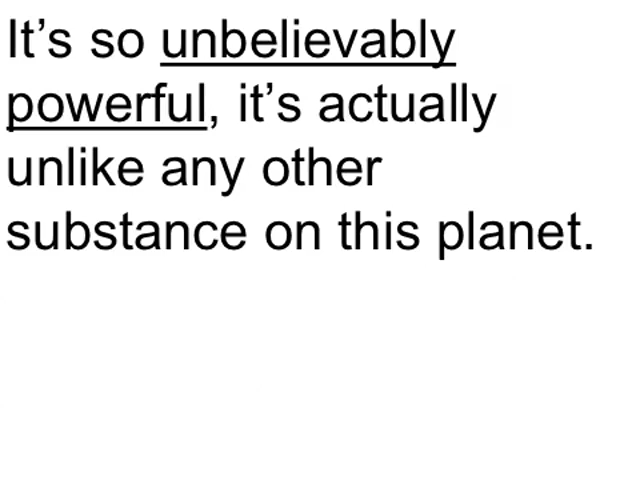 It’s so unbelievably
powerful, it’s actually
unlike any other
substance on this planet.